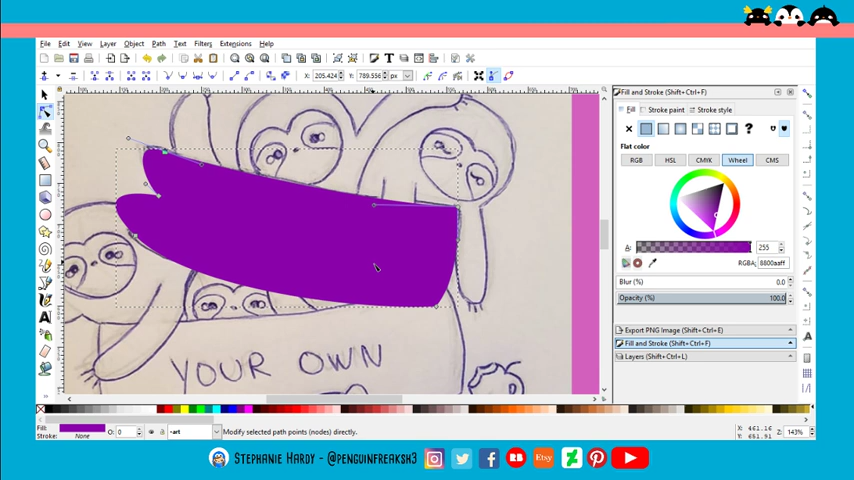 File Edit View Layer Object Path Text Filters Extensions Help
X: 205.424 Y: 789.556 px
Fill and Stroke (Shift+Ctrl+F)
Fill Stroke paint Stroke style
Flat color
RGB HSL CMYK Wheel CMS
A: 255
RGBA: 8800aaff
Blur (%) 0.0
Opacity (%) 100.0
Export PNG Image (Shift+Ctrl+E)
Fill and Stroke (Shift+Ctrl+F)
Layers (Shift+Ctrl+L)
YOUR OWN
Fill:
Stroke: None
O: 0
-art
Modify selected path points (nodes) directly.
X: 461.16
Y: 651.91
Z: 143%
STEPHANIE HARDY - @PENGUINFREAKSH3
Etsy